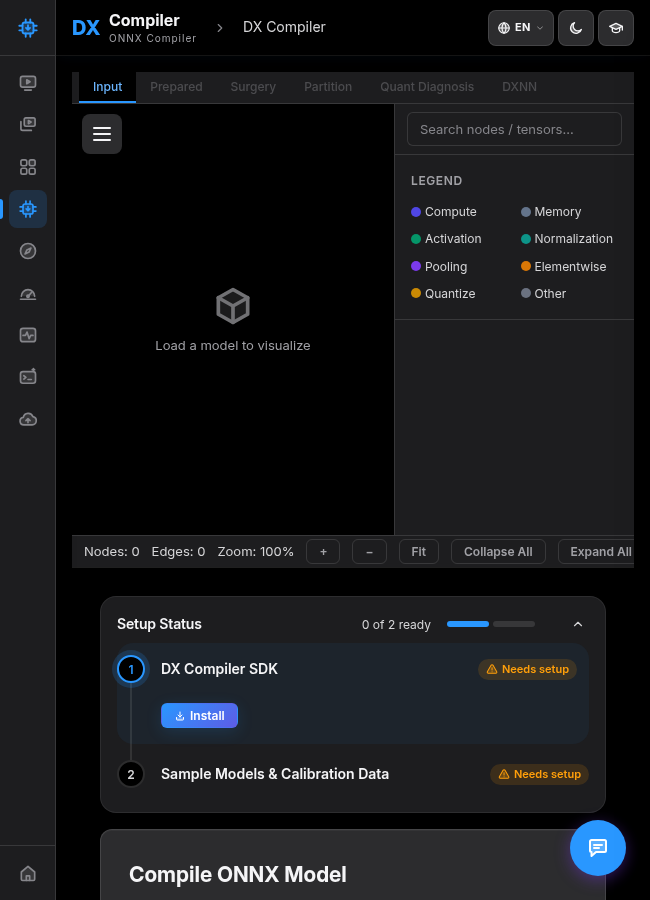 DX Compiler
ONNX Compiler
DX Compiler
EN
Input Prepared Surgery Partition Quant Diagnosis DXNN
Search nodes / tensors...
LEGEND
Compute Memory
Activation Normalization
Pooling Elementwise
Quantize Other
Load a model to visualize
Nodes: 0 Edges: 0 Zoom: 100% + − Fit Collapse All Expand All
Setup Status 0 of 2 ready
1 DX Compiler SDK Needs setup
Install
2 Sample Models & Calibration Data Needs setup
Compile ONNX Model